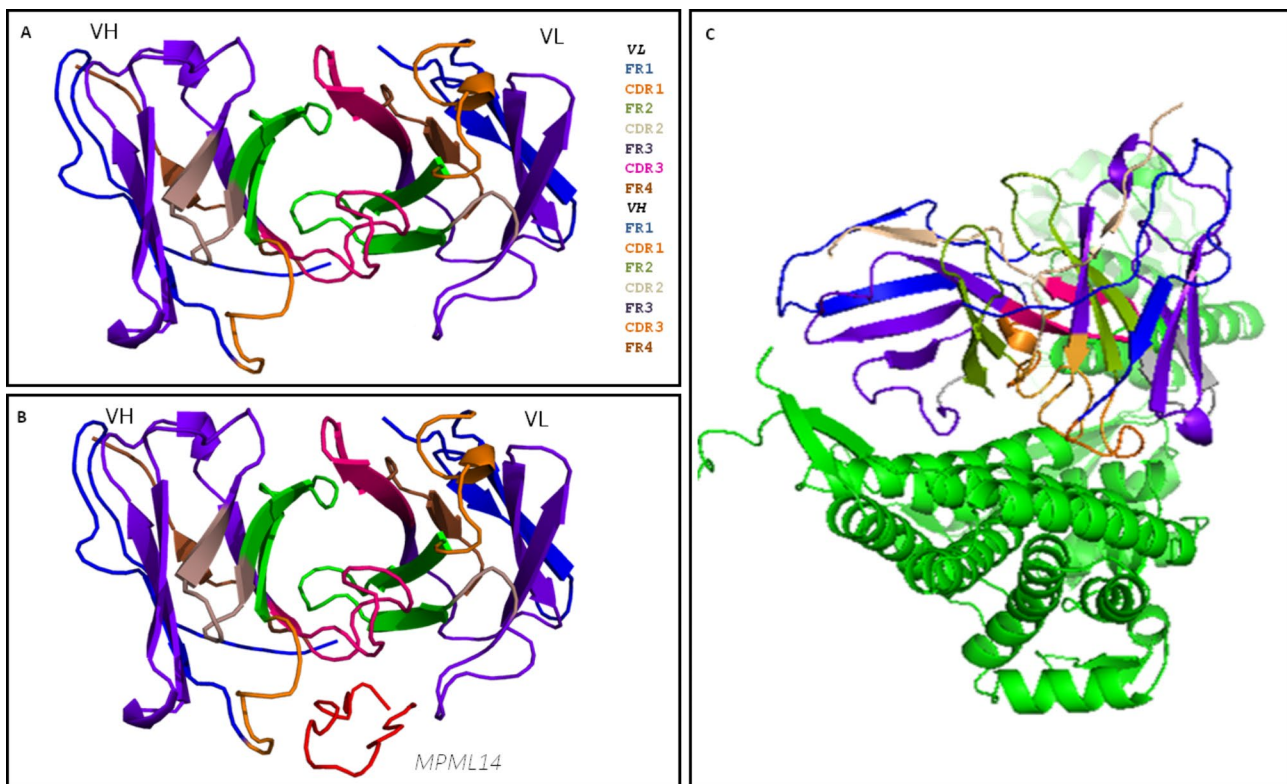 A
VH
VL
VL
FR1
CDR1
FR2
CDR2
FR3
CDR3
FR4
VH
FR1
CDR1
FR2
CDR2
FR3
CDR3
FR4
B
VH
VL
MPML14
C